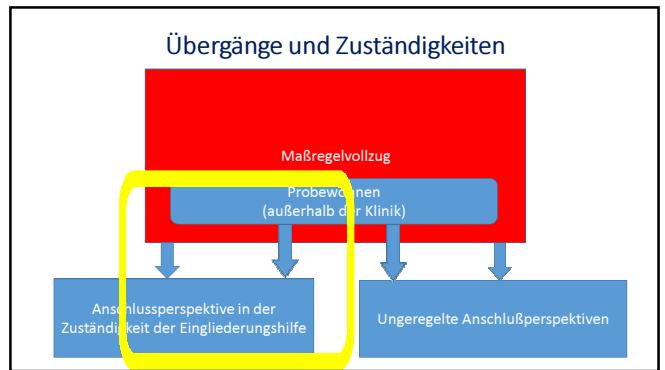 Übergänge und Zuständigkeiten
Maßregelvollzug
Probewohnen
(außerhalb der Klinik)
Anschlussperspektive in der
Zuständigkeit der Eingliederungshilfe
Ungeregelte Anschlußperspektiven